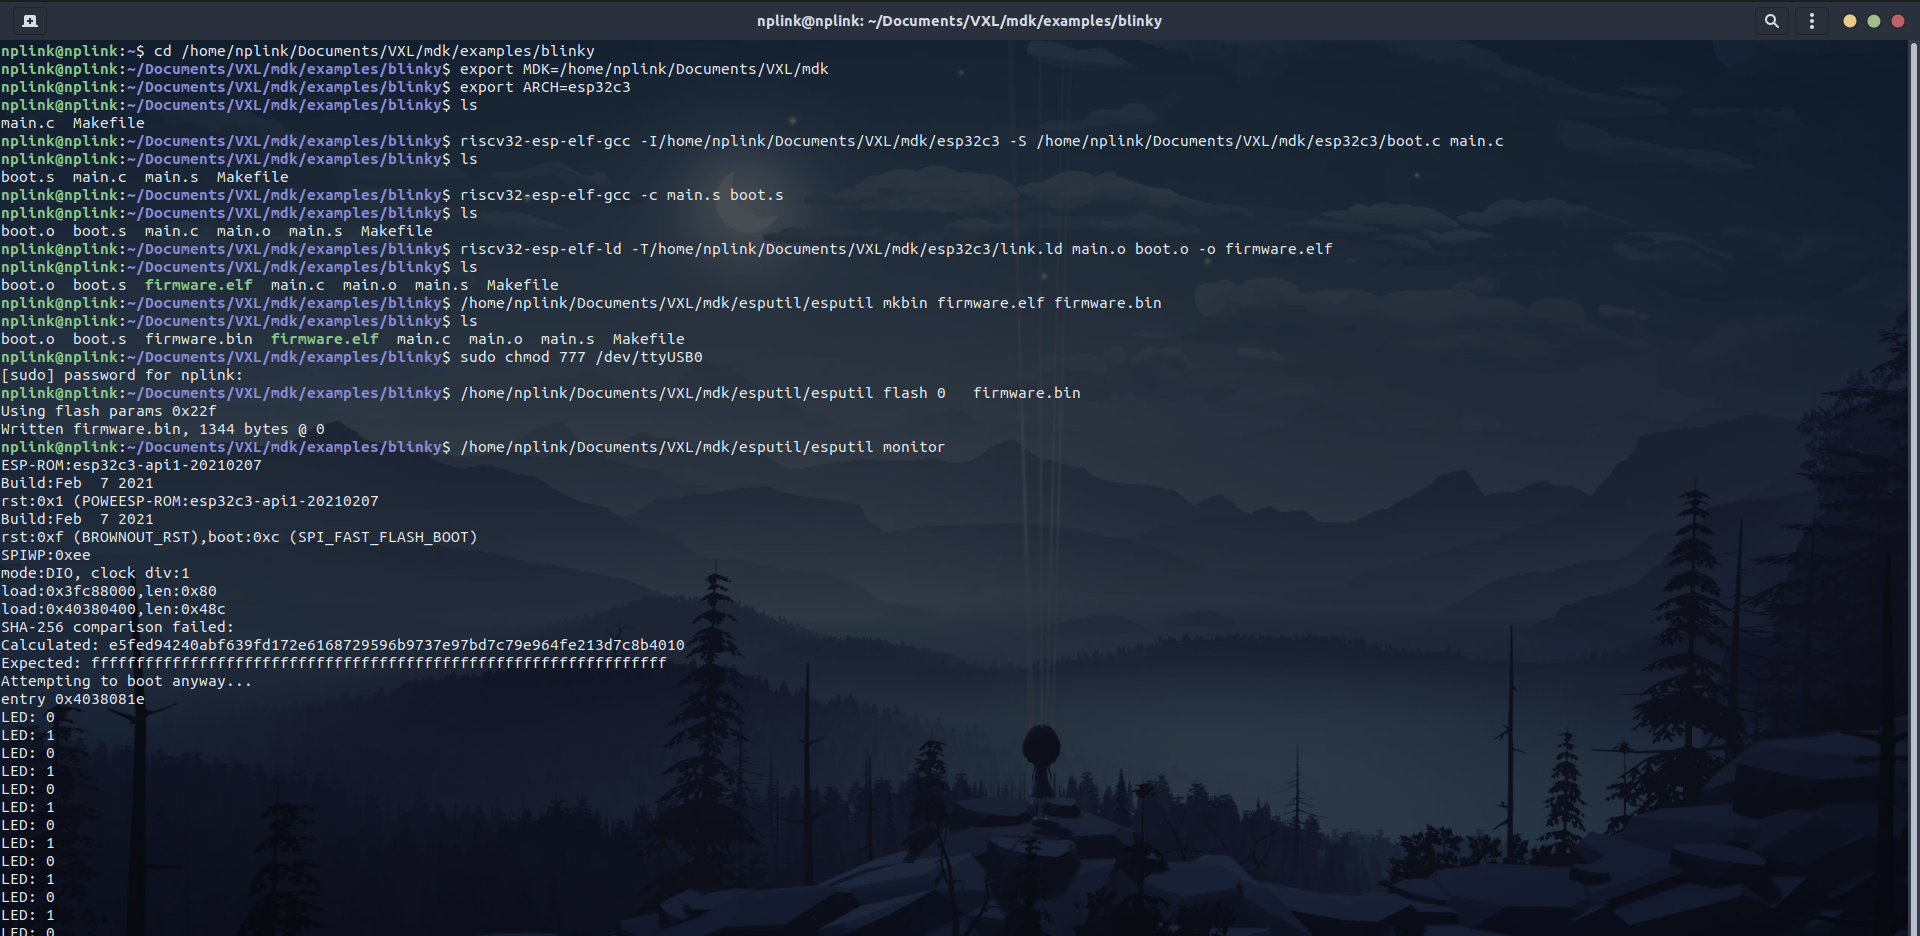 nplink@nplink: ~/Documents/VXL/mdk/examples/blinky
nplink@nplink:~$ cd /home/nplink/Documents/VXL/mdk/examples/blinky
nplink@nplink:~/Documents/VXL/mdk/examples/blinky$ export MDK=/home/nplink/Documents/VXL/mdk
nplink@nplink:~/Documents/VXL/mdk/examples/blinky$ export ARCH=esp32c3
nplink@nplink:~/Documents/VXL/mdk/examples/blinky$ ls
main.c  Makefile
nplink@nplink:~/Documents/VXL/mdk/examples/blinky$ riscv32-esp-elf-gcc -I/home/nplink/Documents/VXL/mdk/esp32c3 -S /home/nplink/Documents/VXL/mdk/esp32c3/boot.c main.c
nplink@nplink:~/Documents/VXL/mdk/examples/blinky$ ls
boot.s  main.c  main.s  Makefile
nplink@nplink:~/Documents/VXL/mdk/examples/blinky$ riscv32-esp-elf-gcc -c main.s boot.s
nplink@nplink:~/Documents/VXL/mdk/examples/blinky$ ls
boot.o  boot.s  main.c  main.o  main.s  Makefile
nplink@nplink:~/Documents/VXL/mdk/examples/blinky$ riscv32-esp-elf-ld -T/home/nplink/Documents/VXL/mdk/esp32c3/link.ld main.o boot.o -o firmware.elf
nplink@nplink:~/Documents/VXL/mdk/examples/blinky$ ls
boot.o  boot.s  firmware.elf  main.c  main.o  main.s  Makefile
nplink@nplink:~/Documents/VXL/mdk/examples/blinky$ /home/nplink/Documents/VXL/mdk/esputil/esputil mkbin firmware.elf firmware.bin
nplink@nplink:~/Documents/VXL/mdk/examples/blinky$ ls
boot.o  boot.s  firmware.bin  firmware.elf  main.c  main.o  main.s  Makefile
nplink@nplink:~/Documents/VXL/mdk/examples/blinky$ sudo chmod 777 /dev/ttyUSB0
[sudo] password for nplink:
nplink@nplink:~/Documents/VXL/mdk/examples/blinky$ /home/nplink/Documents/VXL/mdk/esputil/esputil flash 0   firmware.bin
Using flash params 0x22f
Written firmware.bin, 1344 bytes @ 0
nplink@nplink:~/Documents/VXL/mdk/examples/blinky$ /home/nplink/Documents/VXL/mdk/esputil/esputil monitor
ESP-ROM:esp32c3-api1-20210207
Build:Feb  7 2021
rst:0x1 (POWEESP-ROM:esp32c3-api1-20210207
Build:Feb  7 2021
rst:0xf (BROWNOUT_RST),boot:0xc (SPI_FAST_FLASH_BOOT)
SPIWP:0xee
mode:DIO, clock div:1
load:0x3fc88000,len:0x80
load:0x40380400,len:0x48c
SHA-256 comparison failed:
Calculated: e5fed94240abf639fd172e6168729596b9737e97bd7c79e964fe213d7c8b4010
Expected: ffffffffffffffffffffffffffffffffffffffffffffffffffffffffffffffff
Attempting to boot anyway...
entry 0x4038081e
LED: 0
LED: 1
LED: 0
LED: 1
LED: 0
LED: 1
LED: 0
LED: 1
LED: 0
LED: 1
LED: 0
LED: 1
LED: 0